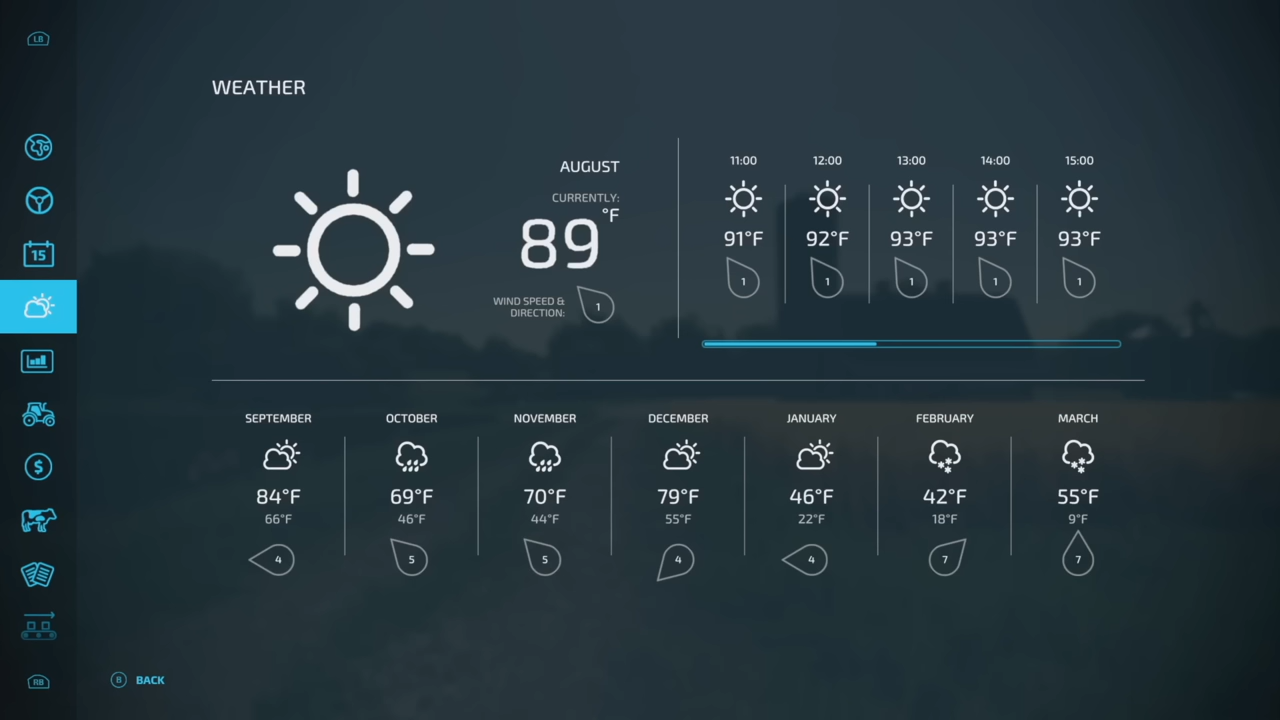 LB
WEATHER
15
AUGUST
CURRENTLY:
89 °F
WIND SPEED &
DIRECTION:
1
11:00 12:00 13:00 14:00 15:00
91°F 92°F 93°F 93°F 93°F
1 1 1 1 1
SEPTEMBER OCTOBER NOVEMBER DECEMBER JANUARY FEBRUARY MARCH
84°F 69°F 70°F 79°F 46°F 42°F 55°F
66°F 46°F 44°F 55°F 22°F 18°F 9°F
4 5 5 4 4 7 7
$
RB
B BACK